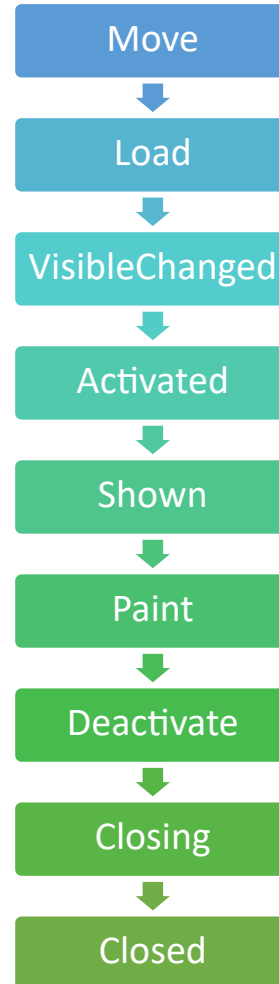 Move
Load
VisibleChanged
Activated
Shown
Paint
Deactivate
Closing
Closed